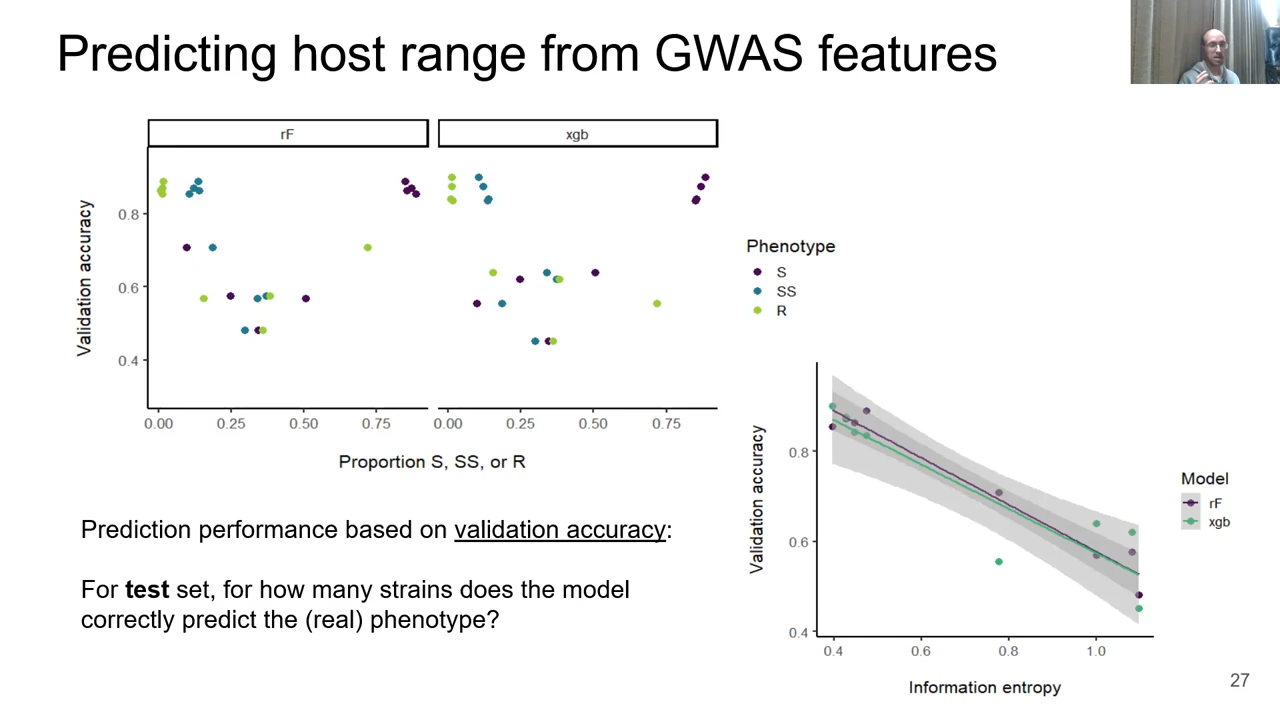 Predicting host range from GWAS features
rF
xgb
Validation accuracy
0.8
0.6
0.4
0.00
0.25
0.50
0.75
0.00
0.25
0.50
0.75
Proportion S, SS, or R
Phenotype
S
SS
R
Validation accuracy
0.8
0.6
0.4
0.4
0.6
0.8
1.0
Information entropy
Model
rF
xgb
Prediction performance based on validation accuracy:
For test set, for how many strains does the model
correctly predict the (real) phenotype?
27